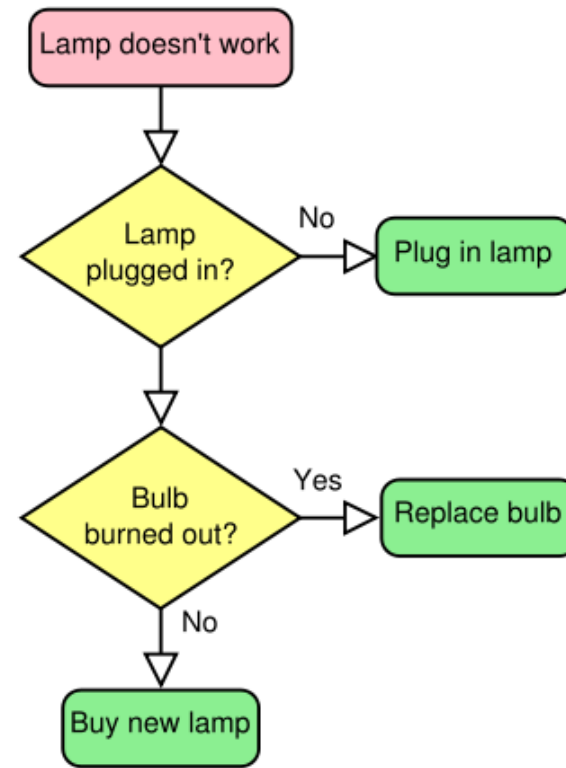 Lamp doesn't work
Lamp
plugged in?
No
Plug in lamp
Bulb
burned out?
Yes
Replace bulb
No
Buy new lamp